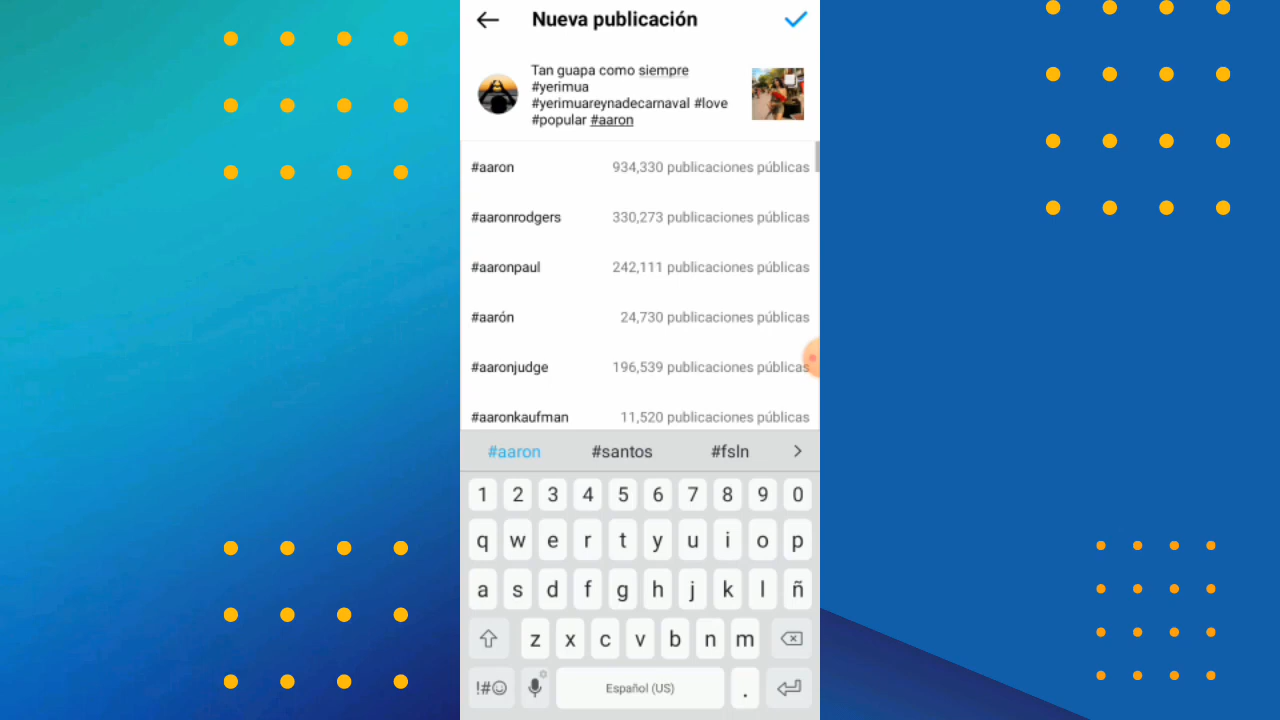 Nueva publicación
Tan guapa como siempre
#yerimua
#yerimuareynadecarnaval #love
#popular #aaron
#aaron 934,330 publicaciones públicas
#aaronrodgers 330,273 publicaciones públicas
#aaronpaul 242,111 publicaciones públicas
#aarón 24,730 publicaciones públicas
#aaronjudge 196,539 publicaciones públicas
#aaronkaufman 11,520 publicaciones públicas
#aaron #santos #fsln
1 2 3 4 5 6 7 8 9 0
q w e r t y u i o p
a s d f g h j k l ñ
z x c v b n m
!#☺ Español (US) .